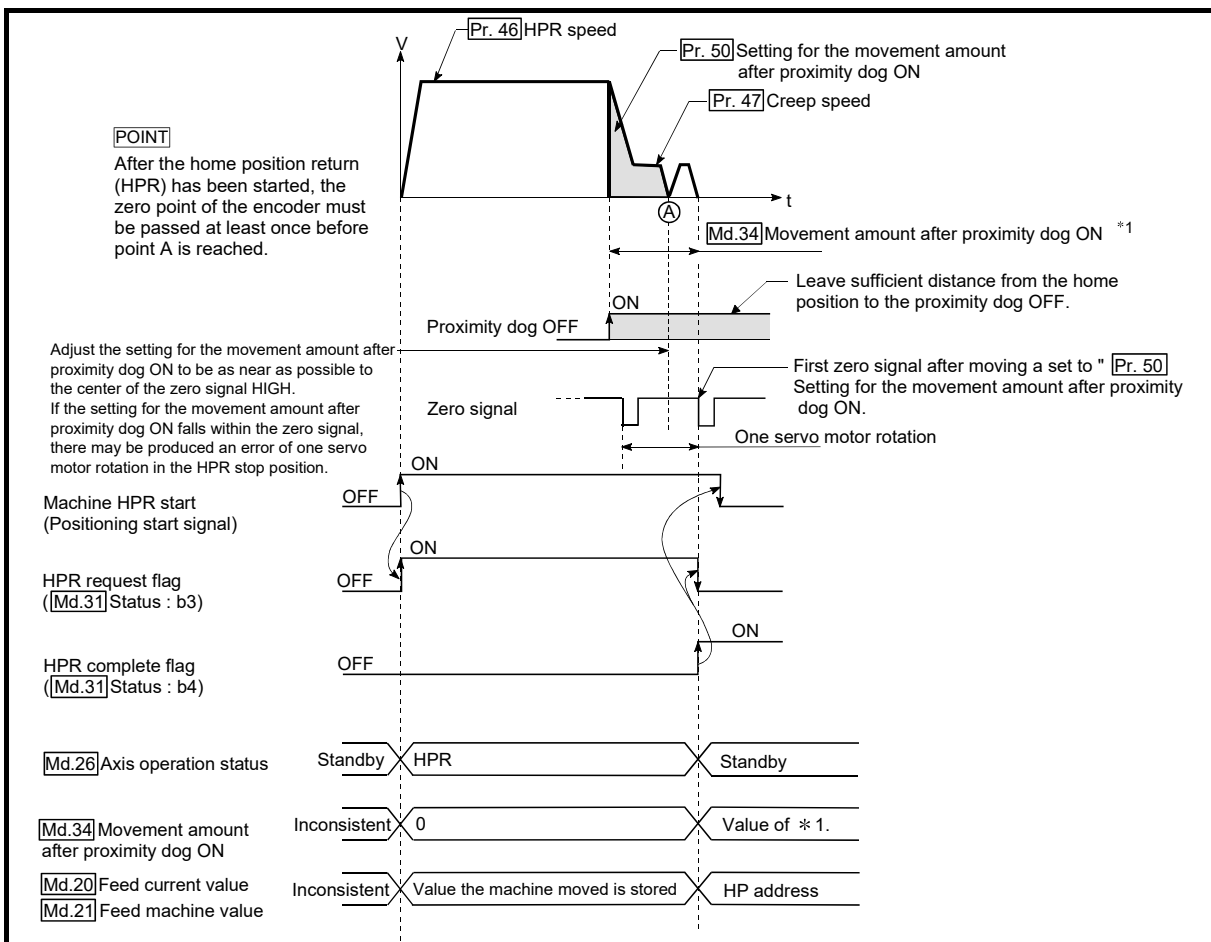 V
Pr. 46 HPR speed
Pr. 50 Setting for the movement amount
after proximity dog ON
Pr. 47 Creep speed
POINT
After the home position return
(HPR) has been started, the
zero point of the encoder must
be passed at least once before
point A is reached.
t
A
Md.34 Movement amount after proximity dog ON *1
Leave sufficient distance from the home
position to the proximity dog OFF.
ON
Proximity dog OFF
Adjust the setting for the movement amount after
proximity dog ON to be as near as possible to
the center of the zero signal HIGH.
If the setting for the movement amount after
proximity dog ON falls within the zero signal,
there may be produced an error of one servo
motor rotation in the HPR stop position.
First zero signal after moving a set to " Pr. 50
Setting for the movement amount after proximity
dog ON.
Zero signal
One servo motor rotation
ON
Machine HPR start
(Positioning start signal)
OFF
ON
HPR request flag
( Md.31 Status : b3)
OFF
ON
HPR complete flag
( Md.31 Status : b4)
OFF
Md.26 Axis operation status
Standby
HPR
Standby
Md.34 Movement amount
after proximity dog ON
Inconsistent
0
Value of *1.
Md.20 Feed current value
Md.21 Feed machine value
Inconsistent
Value the machine moved is stored
HP address